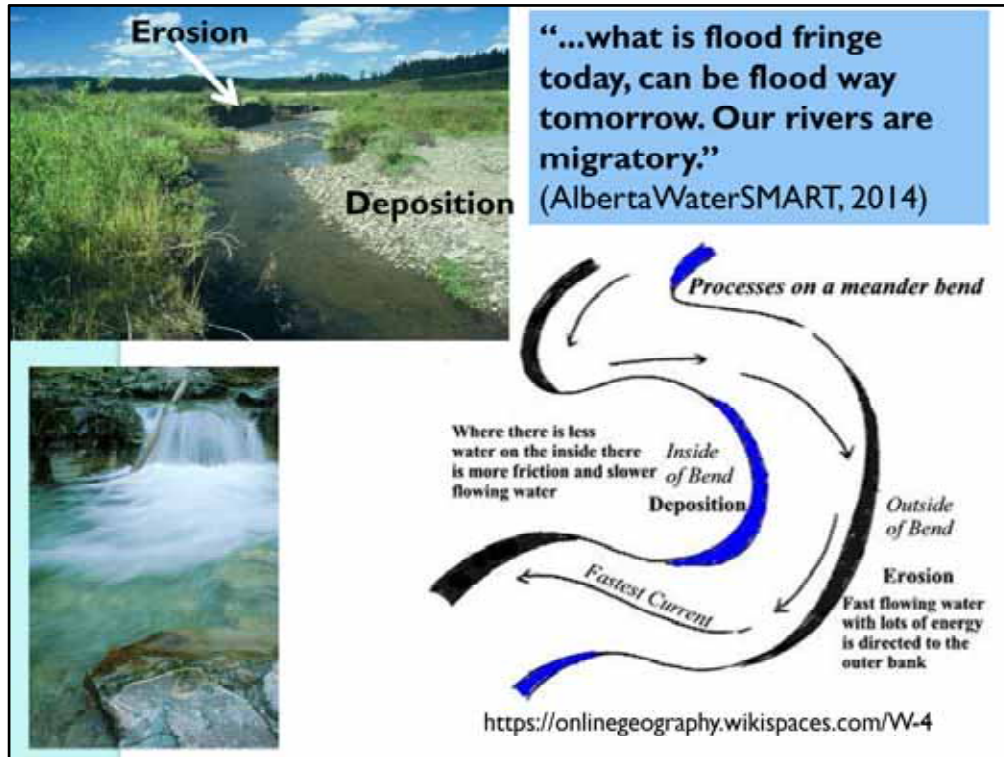 Erosion
Deposition
“...what is flood fringe
today, can be flood way
tomorrow. Our rivers are
migratory.”
(AlbertaWaterSMART, 2014)
Processes on a meander bend
Where there is less
water on the inside there
is more friction and slower
flowing water
Inside
of Bend
Deposition
Outside
of Bend
Erosion
Fast flowing water
with lots of energy
is directed to the
outer bank
Fastest Current
https://onlinegeography.wikispaces.com/W-4